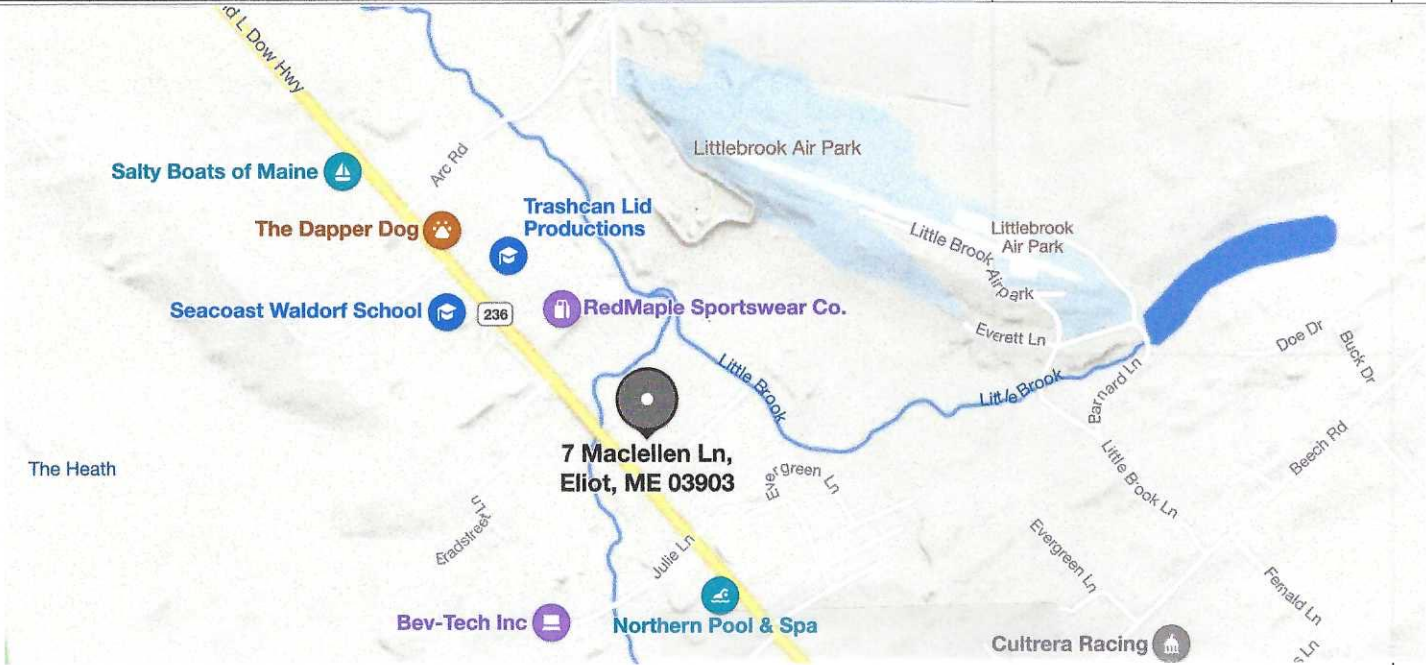 d L Dow Hwy
Littlebrook Air Park
Arc Rd
Salty Boats of Maine
Trashcan Lid
Productions
The Dapper Dog
Little Brook
Airpark
Littlebrook
Air Park
Seacoast Waldorf School
236
RedMaple Sportswear Co.
Everett Ln
Doe Dr
Buck Dr
Little Brook
Little Brook
Barnard Ln
7 Maclellen Ln,
Eliot, ME 03903
The Heath
Evergreen Ln
Little B'ook Ln
Beech Rd
Eradstreet Ln
Julie Ln
Evergreen Ln
Fernald Ln
Bev-Tech Inc
Northern Pool & Spa
Cultrera Racing
s Ln